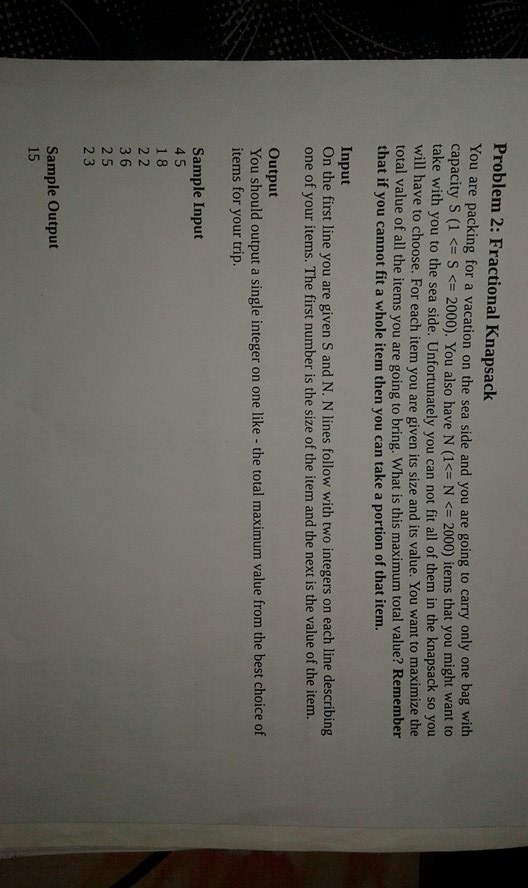 Problem 2: Fractional Knapsack
You are packing for a vacation on the sea side and you are going to carry only one bag with
capacity S (1 <= S <= 2000). You also have N (1<= N <= 2000) items that you might want to
take with you to the sea side. Unfortunately you can not fit all of them in the knapsack so you
will have to choose. For each item you are given its size and its value. You want to maximize the
total value of all the items you are going to bring. What is this maximum total value? Remember
that if you cannot fit a whole item then you can take a portion of that item.
Input
On the first line you are given S and N. N lines follow with two integers on each line describing
one of your items. The first number is the size of the item and the next is the value of the item.
Output
You should output a single integer on one like - the total maximum value from the best choice of
items for your trip.
Sample Input
4 5
1 8
2 2
3 6
2 5
2 3
Sample Output
15